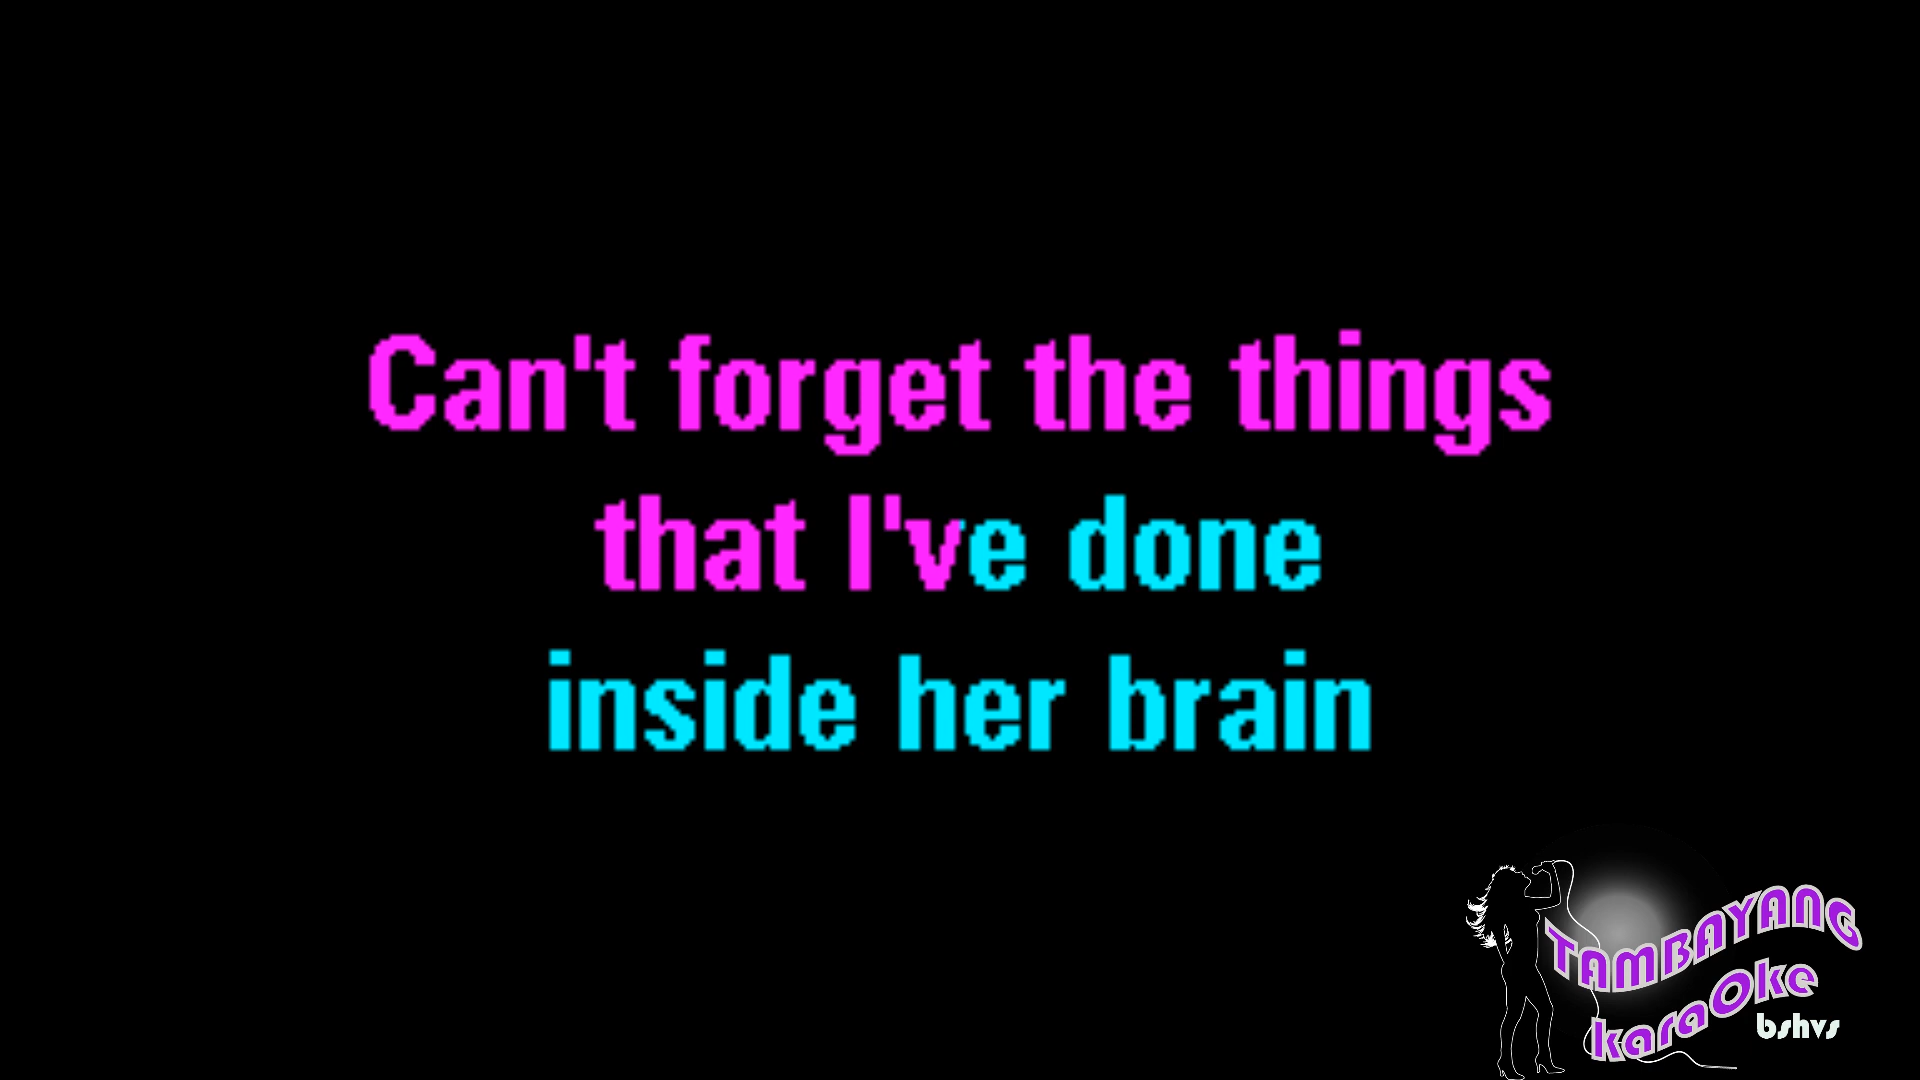 Can't forget the things
that I've done
inside her brain
TAMBAYANG
karaOke
bshvs